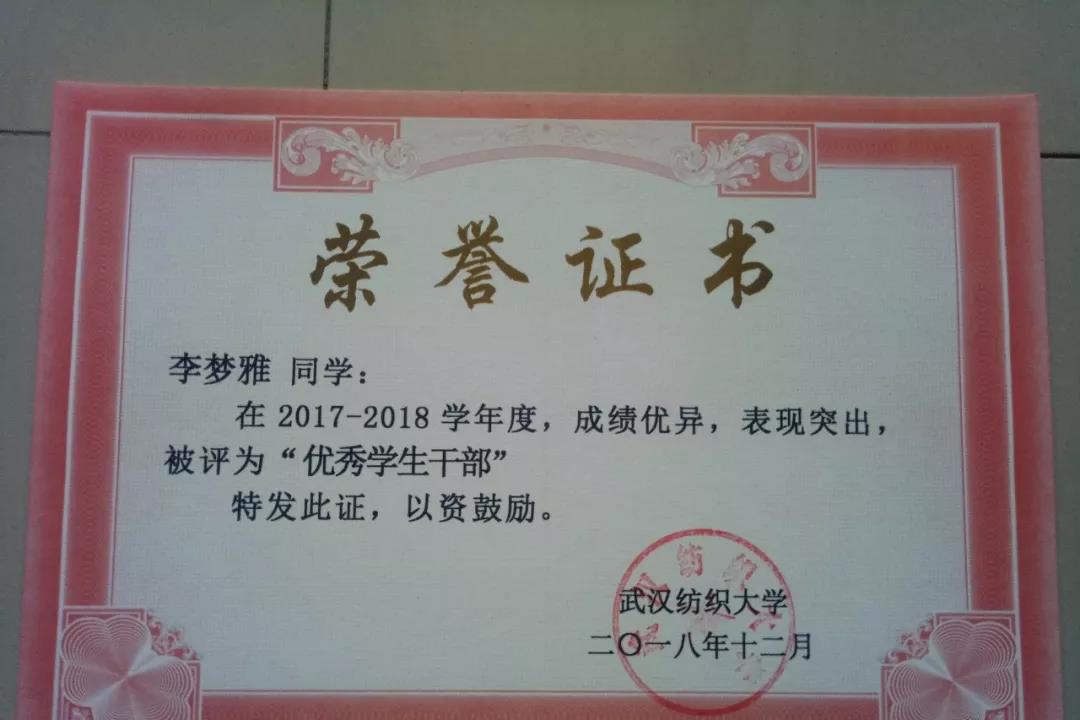 荣誉证书
李梦雅 同学：
在 2017-2018 学年度，成绩优异，表现突出，
被评为“优秀学生干部”
特发此证，以资鼓励。
武汉纺织大学
二〇一八年十二月